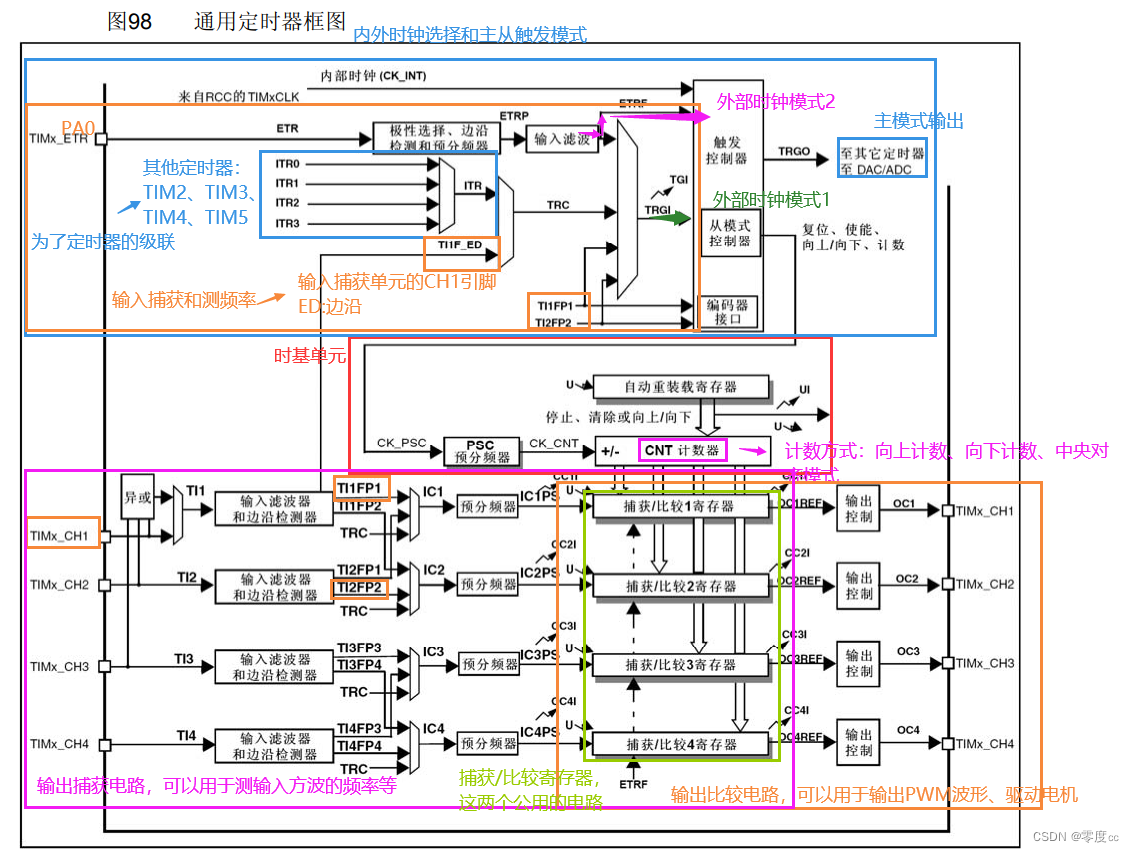 图98 通用定时器框图
内外时钟选择和主从触发模式
内部时钟 (CK_INT)
来自RCC的TIMxCLK
ETRF
外部时钟模式2
TIMx_ETR
PA0
ETR
极性选择、边沿
检测和预分频器
ETRP
输入滤波
触发
控制器
TRGO
主模式输出
至其它定时器
至 DAC/ADC
其他定时器：
TIM2、TIM3、
TIM4、TIM5
为了定时器的级联
ITR0
ITR1
ITR2
ITR3
ITR
TRC
TGI
TRGI
外部时钟模式1
从模式
控制器
复位、使能、
向上/向下、计数
TI1F_ED
输入捕获和测频率
输入捕获单元的CH1引脚
ED:边沿
TI1FP1
TI2FP2
编码器
接口
时基单元
U
自动重装载寄存器
UI
停止、清除或向上/向下
U
CK_PSC
PSC
预分频器
CK_CNT
+/-
CNT 计数器
计数方式：向上计数、向下计数、中央对
齐模式
异或
TI1
输入滤波器
和边沿检测器
TI1FP1
TI1FP2
TRC
IC1
预分频器
IC1PS
CC1I
U
捕获/比较1寄存器
OC1REF
输出
控制
OC1
TIMx_CH1
TIMx_CH1
TIMx_CH2
TI2
输入滤波器
和边沿检测器
TI2FP1
TI2FP2
TRC
IC2
预分频器
IC2PS
CC2I
U
捕获/比较2寄存器
CC2I
OC2REF
输出
控制
OC2
TIMx_CH2
TIMx_CH3
TI3
输入滤波器
和边沿检测器
TI3FP3
TI3FP4
TRC
IC3
预分频器
IC3PS
CC3I
U
捕获/比较3寄存器
CC3I
OC3REF
输出
控制
OC3
TIMx_CH3
TIMx_CH4
TI4
输入滤波器
和边沿检测器
TI4FP3
TI4FP4
TRC
IC4
预分频器
IC4PS
CC4I
U
捕获/比较4寄存器
CC4I
OC4REF
输出
控制
OC4
TIMx_CH4
ETRF
输出捕获电路，可以用于测输入方波的频率等
捕获/比较寄存器，
这两个公用的电路
输出比较电路，可以用于输出PWM波形、驱动电机
CSDN @零度cc